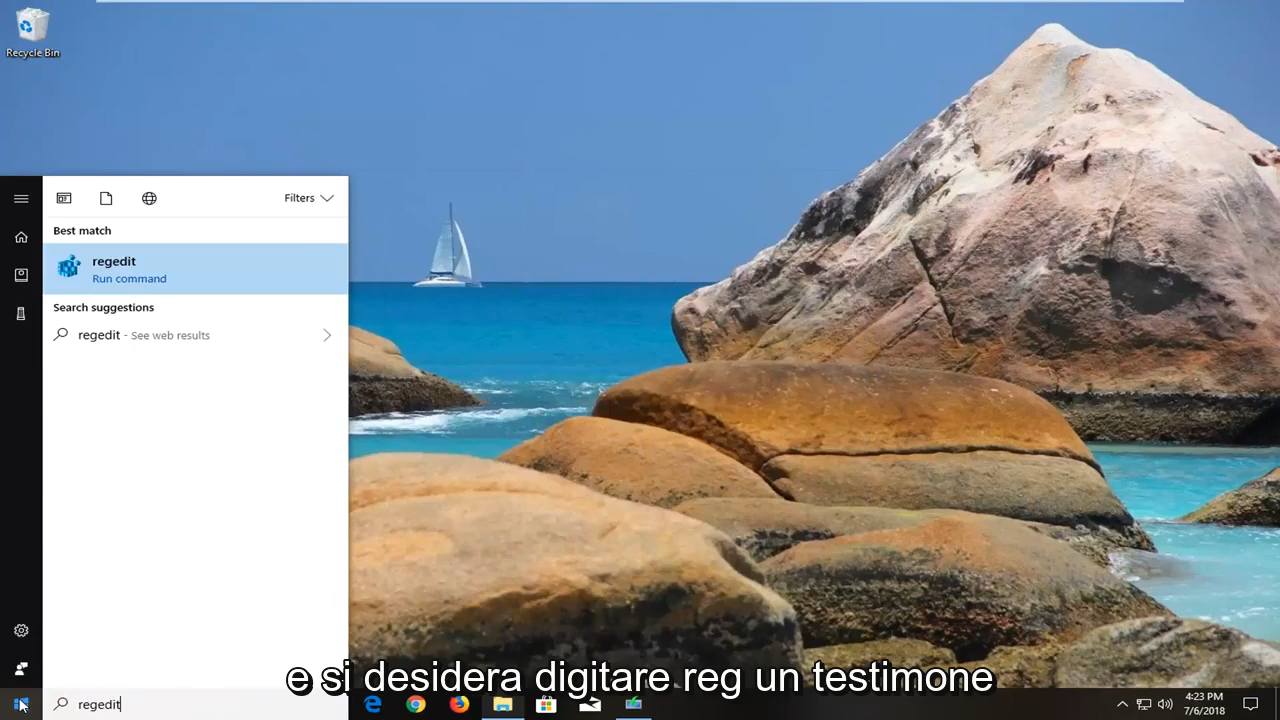 Recycle Bin
Filters
Best match
regedit
Run command
Search suggestions
regedit - See web results
e si desidera digitare reg un testimone
regedit
4:23 PM
7/6/2018